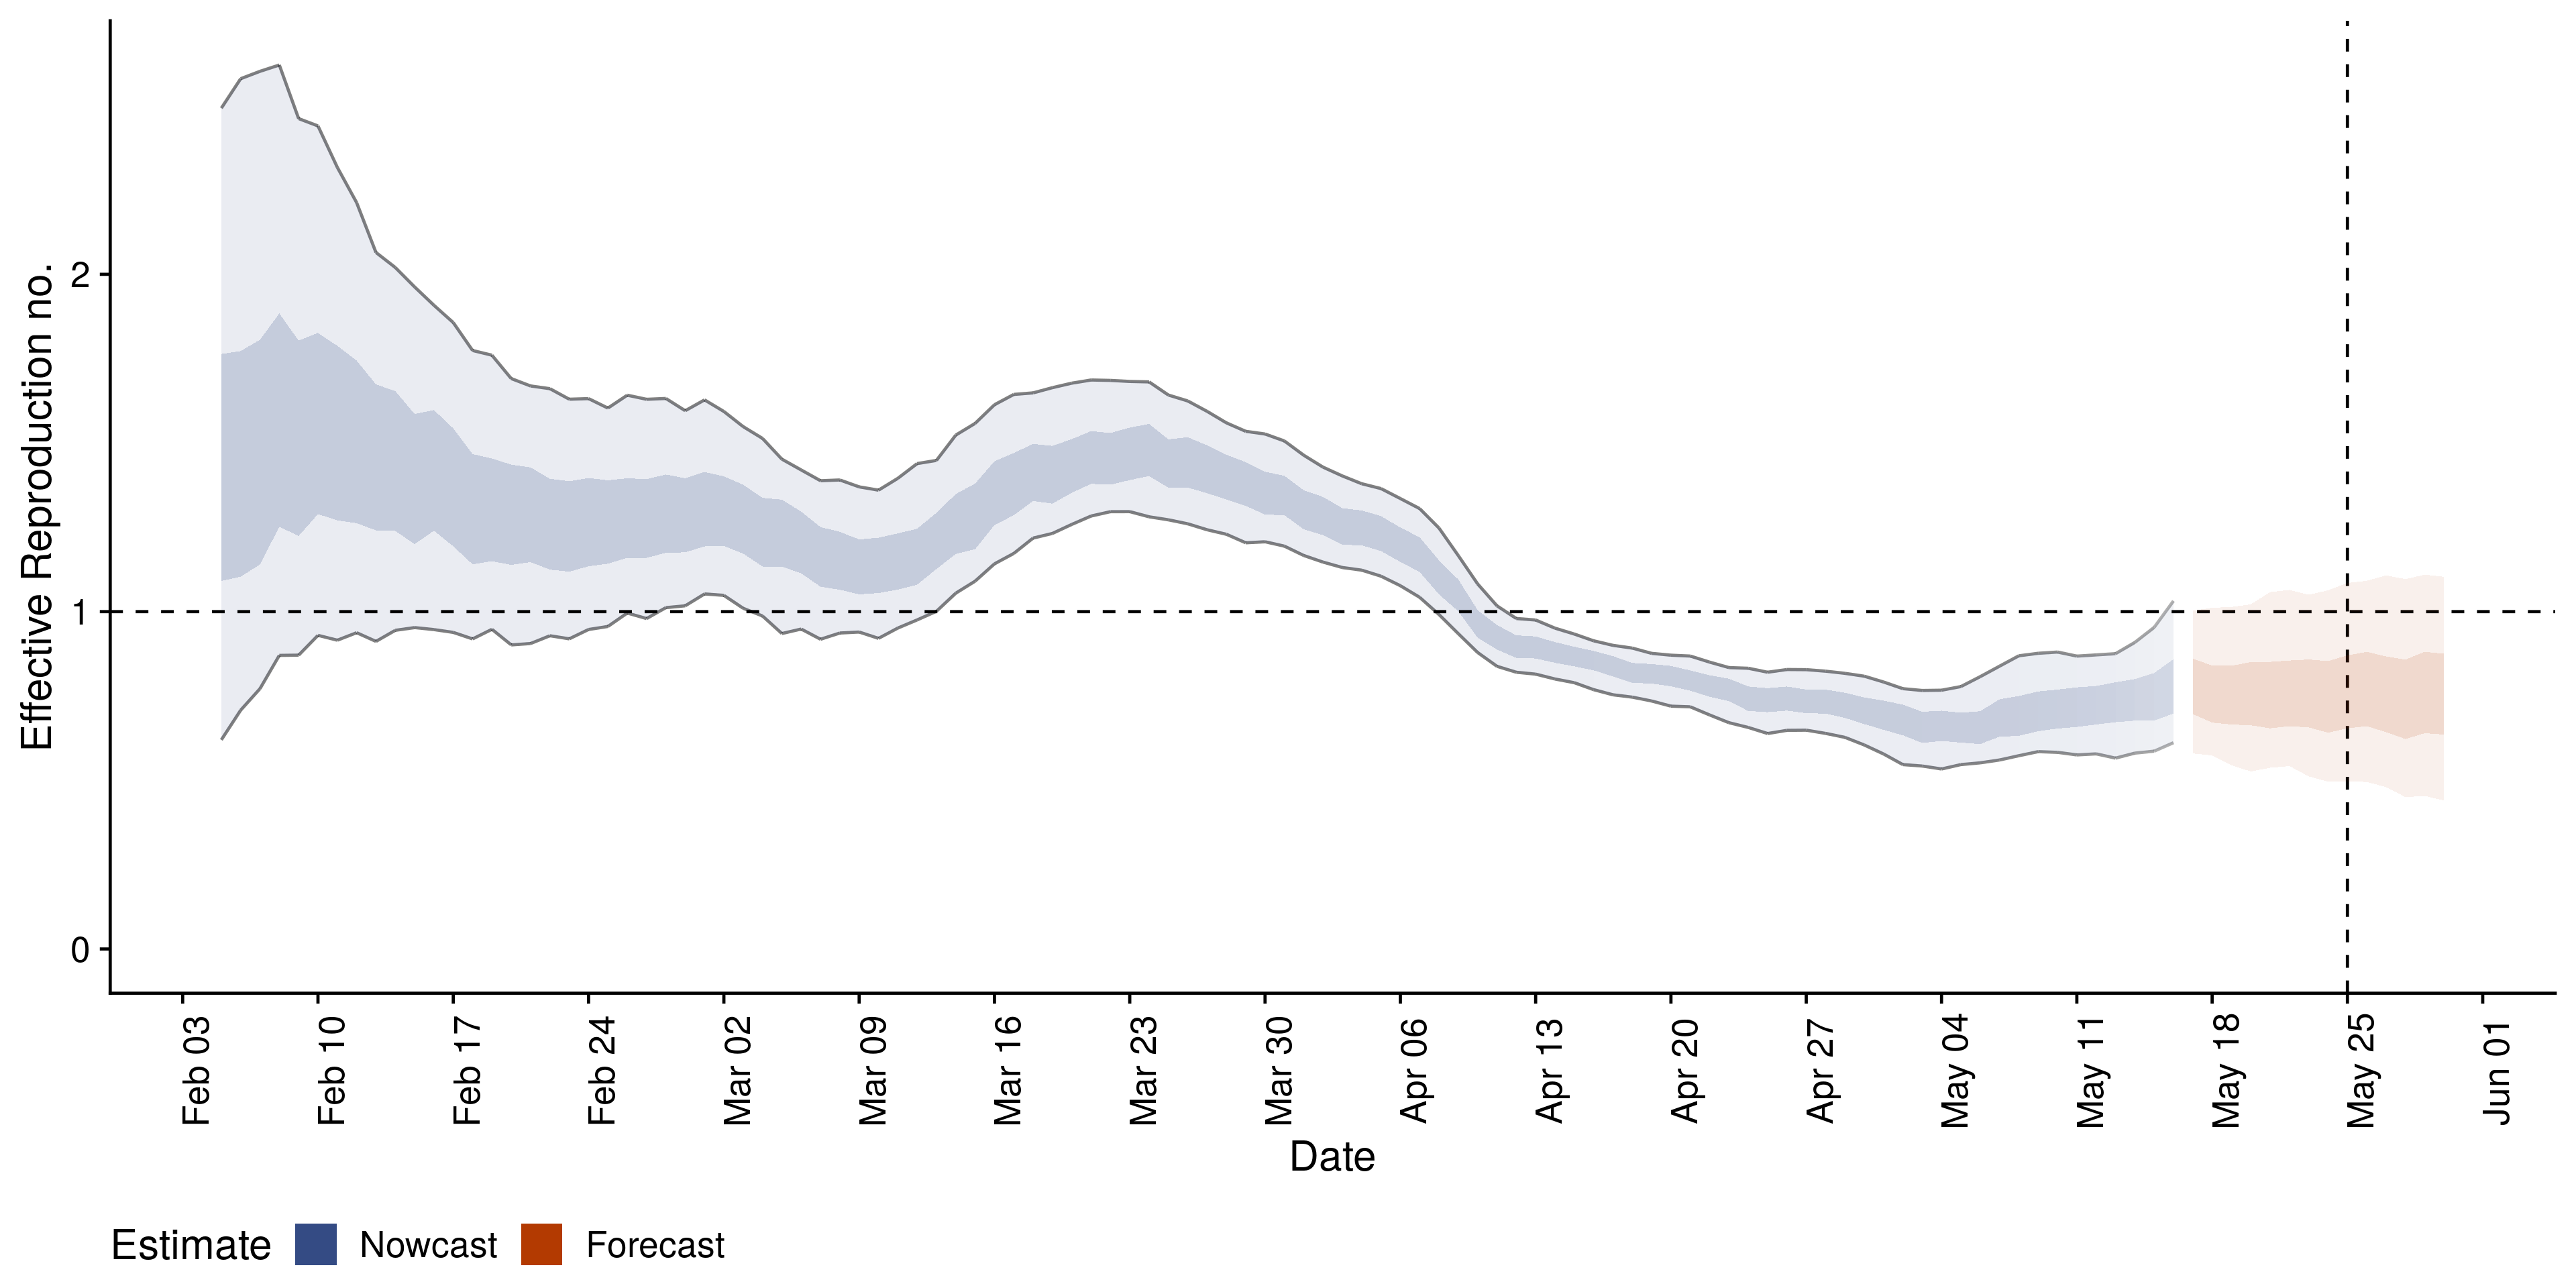 Effective Reproduction no.
2
1
0
Feb 03
Feb 10
Feb 17
Feb 24
Mar 02
Mar 09
Mar 16
Mar 23
Mar 30
Apr 06
Apr 13
Apr 20
Apr 27
May 04
May 11
May 18
May 25
Jun 01
Date
Estimate Nowcast Forecast